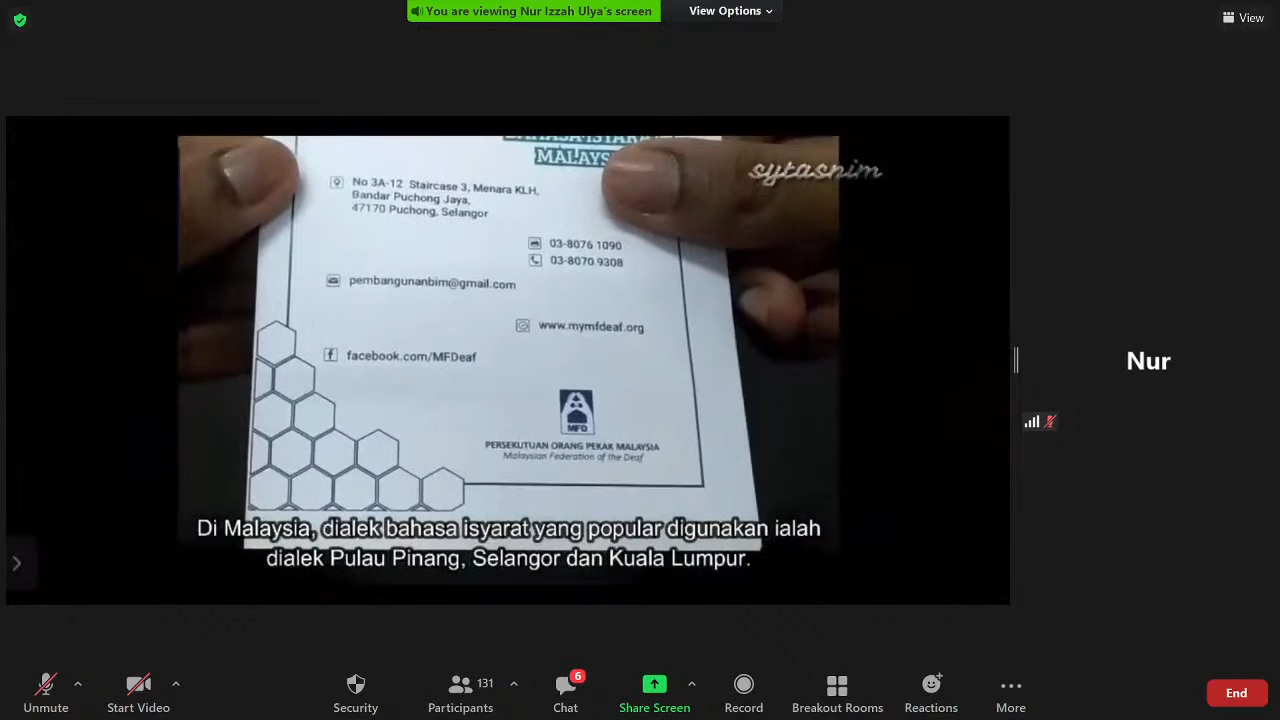 You are viewing Nur Izzah Ulya's screen
View Options
View
MALAYS
sytasnim
No 3A-12 Staircase 3, Menara KLH,
Bandar Puchong Jaya,
47170 Puchong, Selangor
03-8076 1090
03-8070 9308
pembangunanbim@gmail.com
www.mymfdeaf.org
facebook.com/MFDeaf
MFD
PERSEKUTUAN ORANG PEKAK MALAYSIA
Malaysian Federation of the Deaf
Di Malaysia, dialek bahasa isyarat yang popular digunakan ialah
dialek Pulau Pinang, Selangor dan Kuala Lumpur.
Nur
Unmute
Start Video
Security
131
Participants
6
Chat
Share Screen
Record
Breakout Rooms
Reactions
More
End